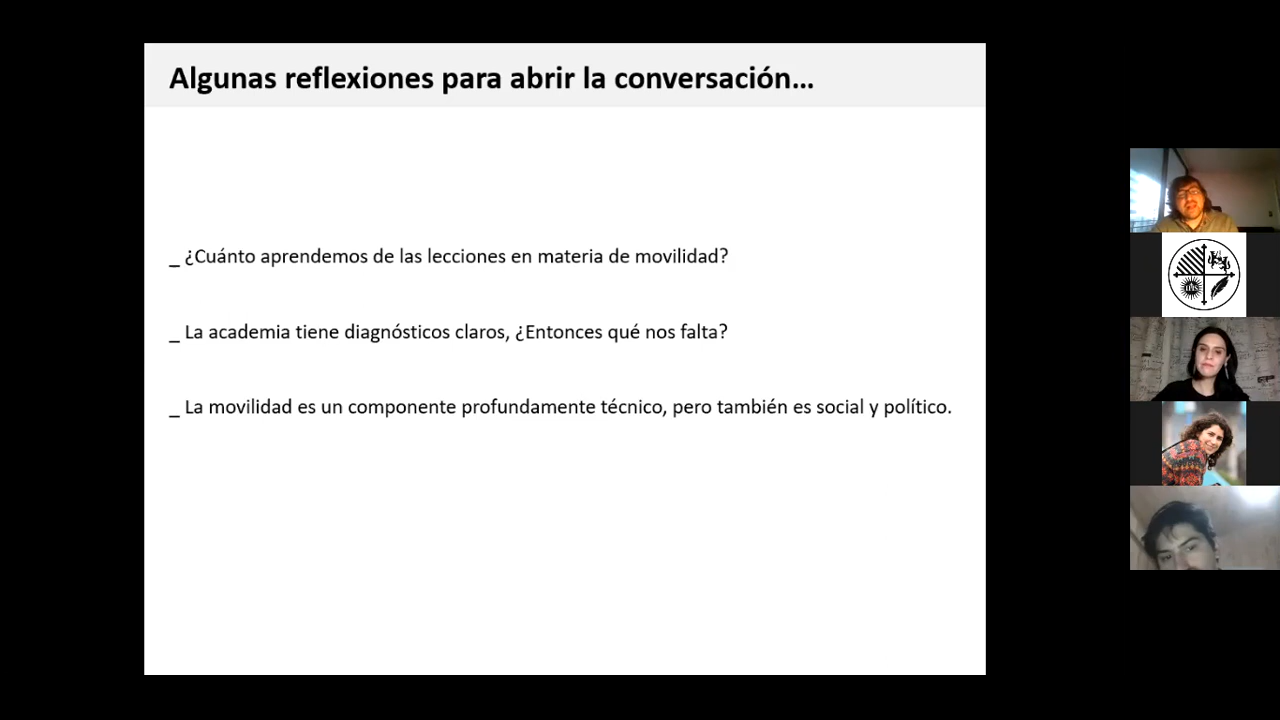 Algunas reflexiones para abrir la conversación...
_ ¿Cuánto aprendemos de las lecciones en materia de movilidad?
_ La academia tiene diagnósticos claros, ¿Entonces qué nos falta?
_ La movilidad es un componente profundamente técnico, pero también es social y político.